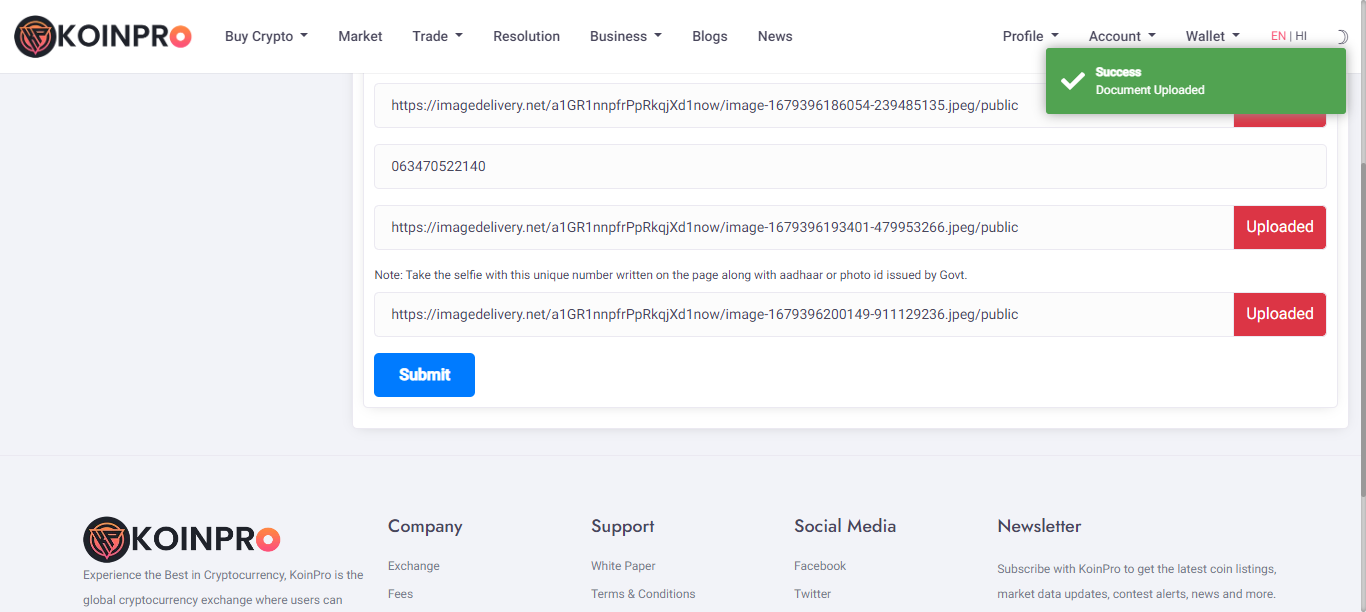 KOINPRO
Buy Crypto
Market
Trade
Resolution
Business
Blogs
News
Profile
Account
Wallet
EN | HI
Success
Document Uploaded
https://imagedelivery.net/a1GR1nnpfrPpRkqjXd1now/image-1679396186054-239485135.jpeg/public
063470522140
https://imagedelivery.net/a1GR1nnpfrPpRkqjXd1now/image-1679396193401-479953266.jpeg/public
Uploaded
Note: Take the selfie with this unique number written on the page along with aadhaar or photo id issued by Govt.
https://imagedelivery.net/a1GR1nnpfrPpRkqjXd1now/image-1679396200149-911129236.jpeg/public
Uploaded
Submit
KOINPRO
Experience the Best in Cryptocurrency, KoinPro is the
global cryptocurrency exchange where users can
Company
Exchange
Fees
Support
White Paper
Terms & Conditions
Social Media
Facebook
Twitter
Newsletter
Subscribe with KoinPro to get the latest coin listings,
market data updates, contest alerts, news and more.